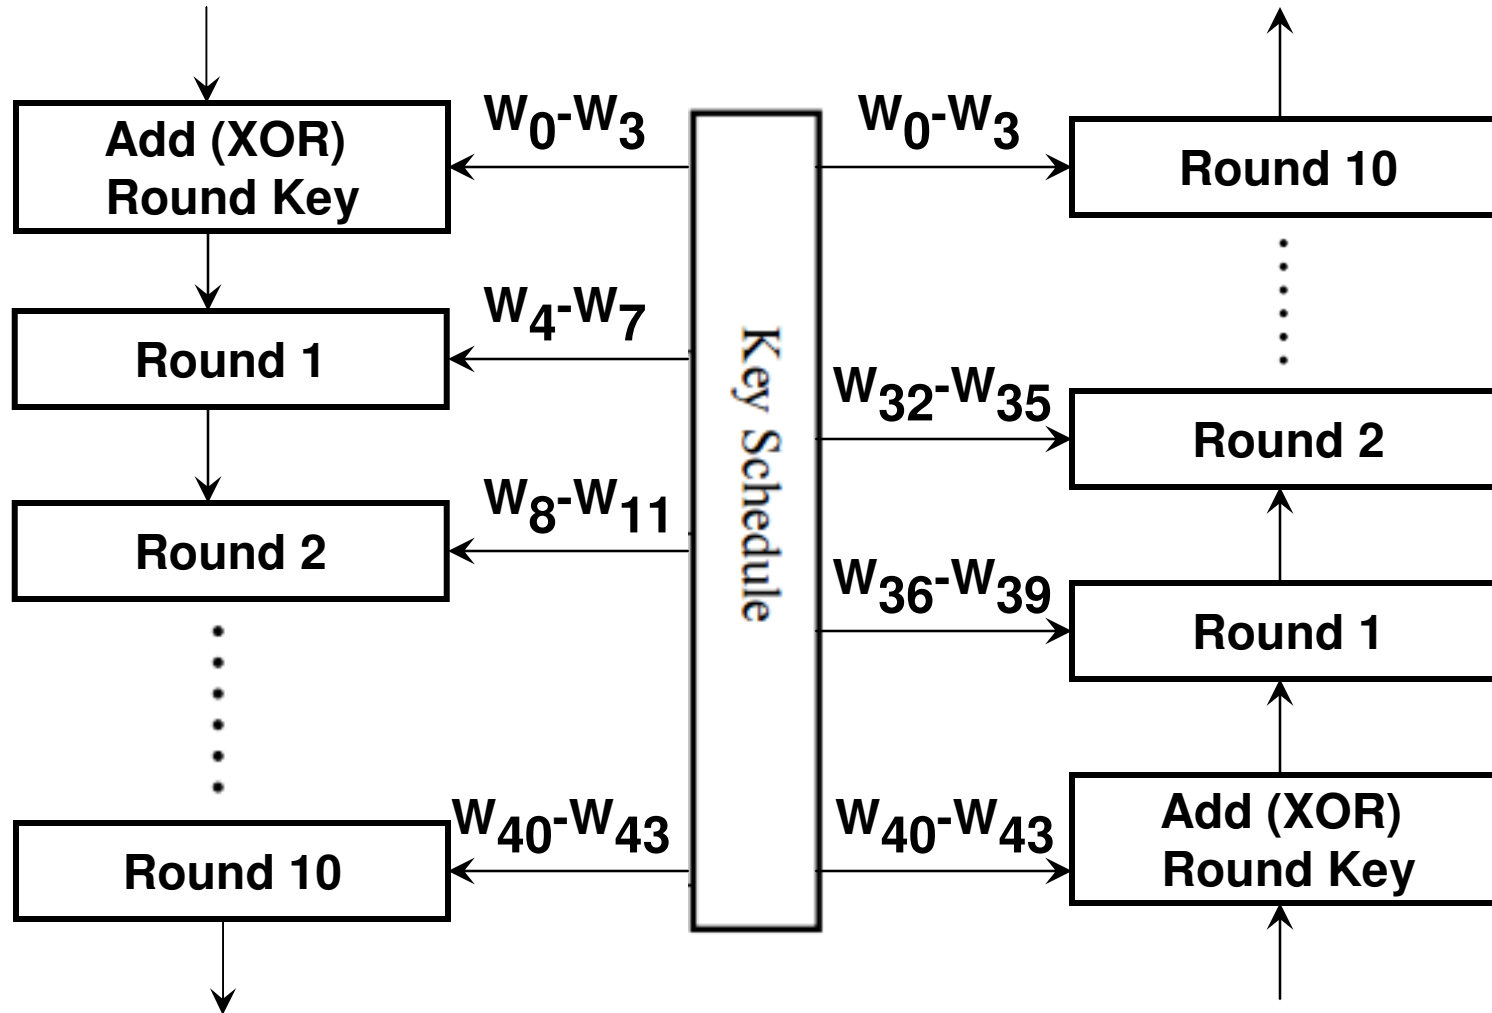 Add (XOR)
Round Key
Round 1
Round 2
Round 10
W0-W3
W4-W7
W8-W11
W40-W43
Key Schedule
W0-W3
W32-W35
W36-W39
W40-W43
Round 10
Round 2
Round 1
Add (XOR)
Round Key